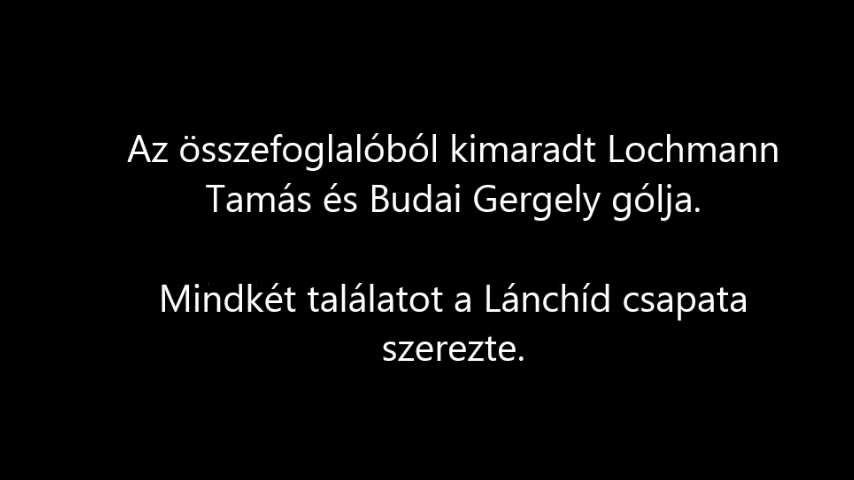 Az összefoglalóból kimaradt Lochmann
Tamás és Budai Gergely gólja.
Mindkét találatot a Lánchíd csapata
szerezte.